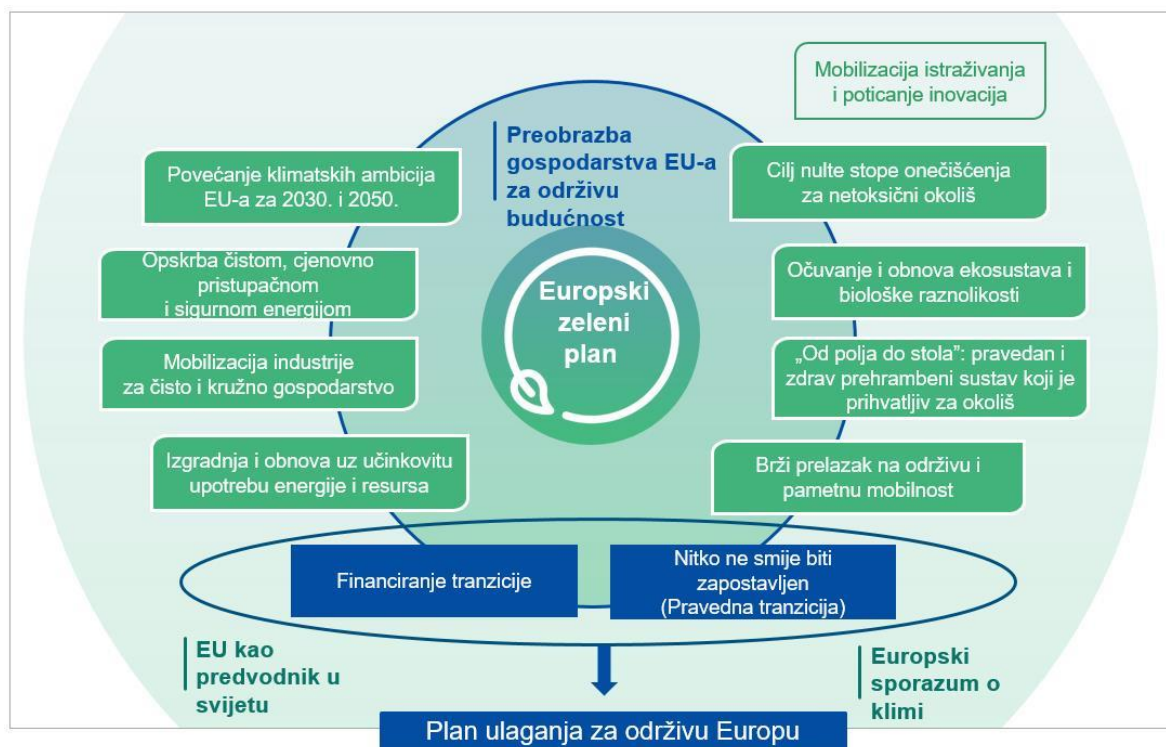 Mobilizacija istraživanja
i poticanje inovacija
Preobrazba
gospodarstva EU-a
za održivu
budućnost
Povećanje klimatskih ambicija
EU-a za 2030. i 2050.
Cilj nulte stope onečišćenja
za netoksični okoliš
Opskrba čistom, cjenovno
pristupačnom
i sigurnom energijom
Očuvanje i obnova ekosustava i
biološke raznolikosti
Europski
zeleni
plan
Mobilizacija industrije
za čisto i kružno gospodarstvo
„Od polja do stola”: pravedan i
zdrav prehrambeni sustav koji je
prihvatljiv za okoliš
Izgradnja i obnova uz učinkovitu
upotrebu energije i resursa
Brži prelazak na održivu i
pametnu mobilnost
Financiranje tranzicije
Nitko ne smije biti
zapostavljen
(Pravedna tranzicija)
EU kao
predvodnik u
svijetu
Europski
sporazum o
klimi
Plan ulaganja za održivu Europu